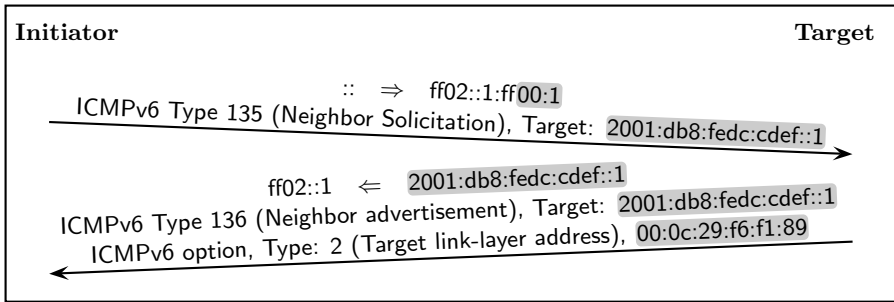 Initiator Target
:: ⇒ ff02::1:ff00:1
ICMPv6 Type 135 (Neighbor Solicitation), Target: 2001:db8:fedc:cdef::1
ff02::1 ⇐ 2001:db8:fedc:cdef::1
ICMPv6 Type 136 (Neighbor advertisement), Target: 2001:db8:fedc:cdef::1
ICMPv6 option, Type: 2 (Target link-layer address), 00:0c:29:f6:f1:89